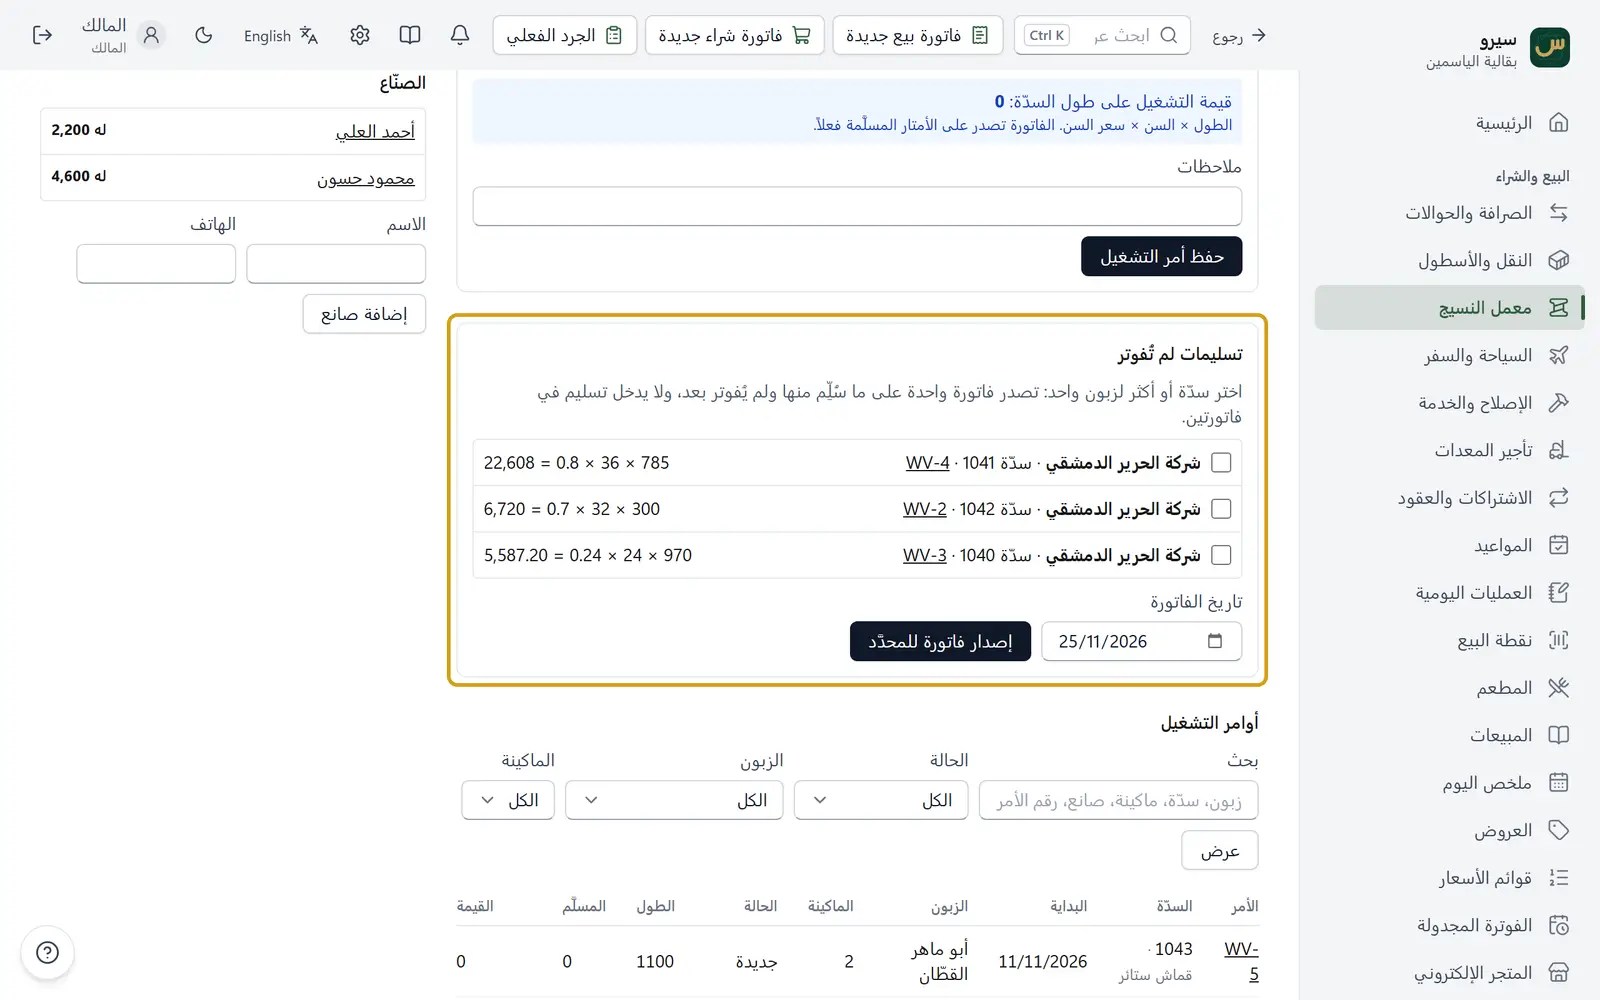 سيرو
بقالية الياسمين
رجوع
ابحث عر
Ctrl K
فاتورة بيع جديدة
فاتورة شراء جديدة
الجرد الفعلي
English
المالك
المالك
الرئيسية
البيع والشراء
الصرافة والحوالات
النقل والأسطول
معمل النسيج
السياحة والسفر
الإصلاح والخدمة
تأجير المعدات
الاشتراكات والعقود
المواعيد
العمليات اليومية
نقطة البيع
المطعم
المبيعات
ملخص اليوم
العروض
قوائم الأسعار
الفوترة المجدولة
المتجر الإلكتروني
قيمة التشغيل على طول السدّة: 0
الطول × السن × سعر السن. الفاتورة تصدر على الأمتار المسلَّمة فعلاً.
ملاحظات
حفظ أمر التشغيل
تسليمات لم تُفوتر
اختر سدّة أو أكثر لزبون واحد: تصدر فاتورة واحدة على ما سُلِّم منها ولم يُفوتر بعد، ولا يدخل تسليم في
فاتورتين.
شركة الحرير الدمشقي · سدّة 1041 · WV-4
785 × 36 × 0.8 = 22,608
شركة الحرير الدمشقي · سدّة 1042 · WV-2
300 × 32 × 0.7 = 6,720
شركة الحرير الدمشقي · سدّة 1040 · WV-3
970 × 24 × 0.24 = 5,587.20
تاريخ الفاتورة
25/11/2026
إصدار فاتورة للمحدَّد
أوامر التشغيل
بحث
الحالة
الزبون
الماكينة
زبون، سدّة، ماكينة، صانع، رقم الأمر
الكل
الكل
الكل
عرض
الأمر
السدّة
البداية
الزبون
الماكينة
الحالة
الطول
المسلَّم
القيمة
WV-
5
1043 ·
قماش ستائر
11/11/2026
أبو ماهر
القطّان
2
جديدة
1100
0
0
الصنّاع
أحمد العلي
له 2,200
محمود حسون
له 4,600
الاسم
الهاتف
إضافة صانع